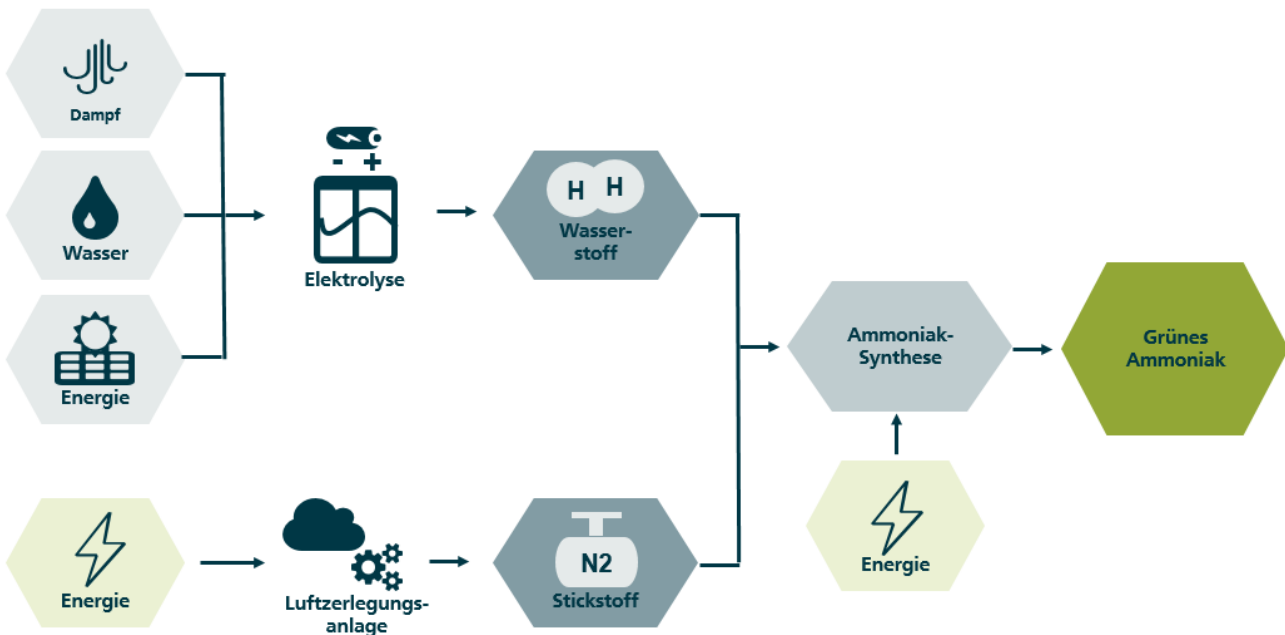 Dampf
Wasser
Energie
- +
Elektrolyse
H H
Wasser-
stoff
Energie
Luftzerlegungs-
anlage
N2
Stickstoff
Ammoniak-
Synthese
Energie
Grünes
Ammoniak